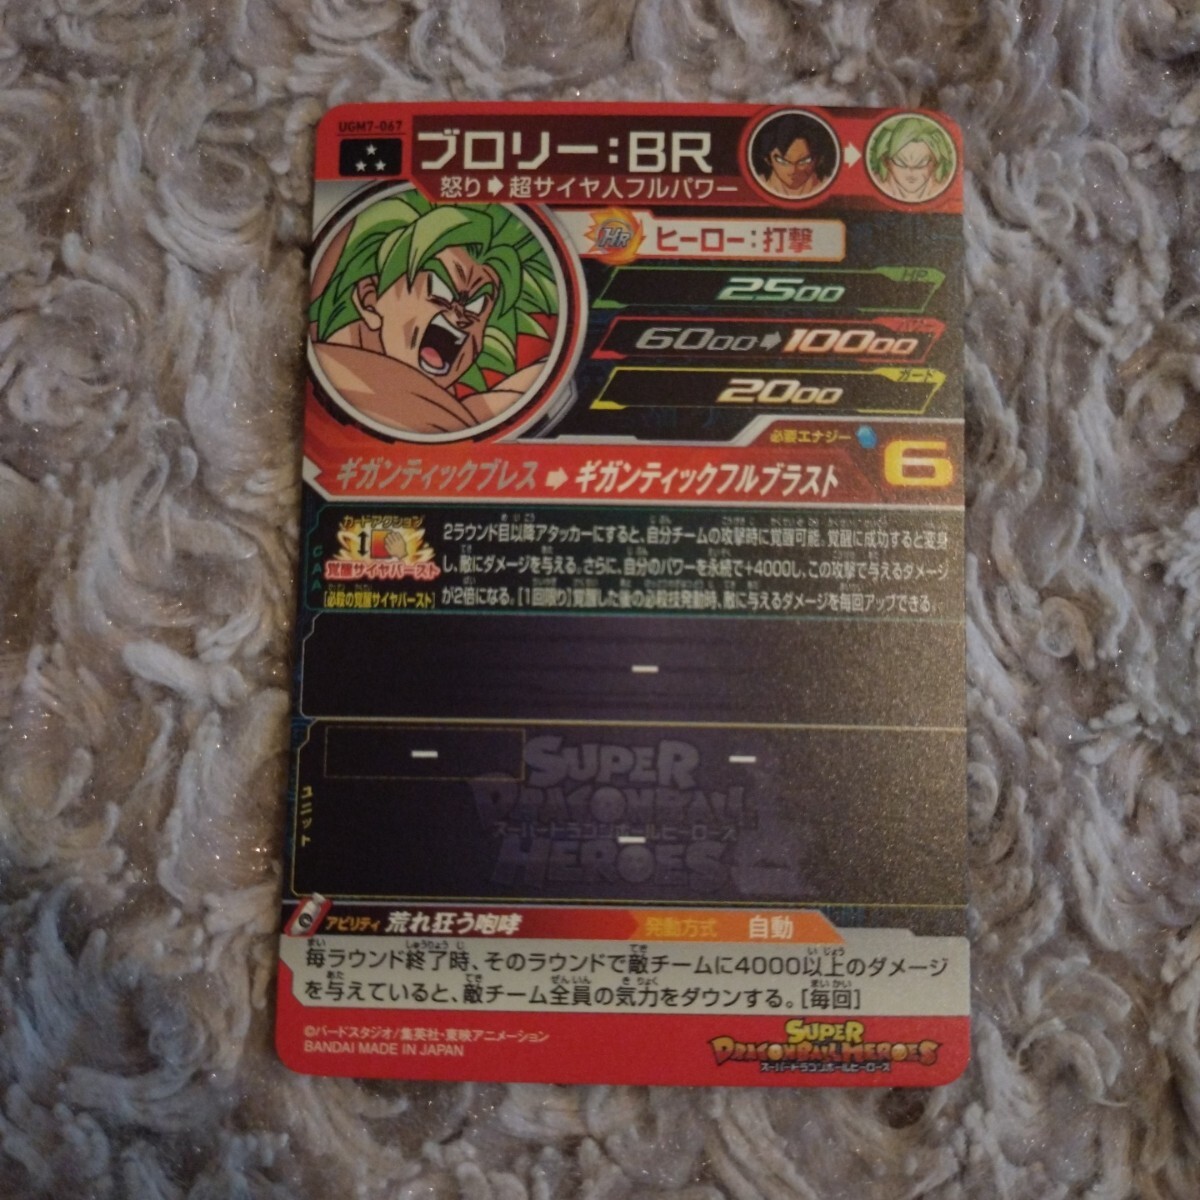 UGM7-067
ブロリー:BR
怒り➡超サイヤ人フルパワー
HR
ヒーロー:打撃
HP
2500
パワー
6000➡10000
ガード
2000
必要エナジー 6
ギガンティックブレス➡ギガンティックフルブラスト
CAA
カードアクション
覚醒サイヤバースト
[必殺の覚醒サイヤバースト]
2ラウンド目以降アタッカーにすると、自分チームの攻撃時に覚醒可能。覚醒に成功すると変身
し、敵にダメージを与える。さらに、自分のパワーを永続で+4000し、この攻撃で与えるダメージ
が2倍になる。[1回限り]覚醒した後の必殺技発動時、敵に与えるダメージを毎回アップできる。
ー
ユニット
ー ー
ー
SUPER
DRAGONBALL
スーパードラゴンボールヒーローズ
HEROES
アビリティ 荒れ狂う咆哮 発動方式 自動
毎ラウンド終了時、そのラウンドで敵チームに4000以上のダメージ
を与えていると、敵チーム全員の気力をダウンする。[毎回]
©バードスタジオ/集英社・東映アニメーション
BANDAI MADE IN JAPAN
SUPER
DRAGONBALL HEROES
スーパードラゴンボールヒーローズ